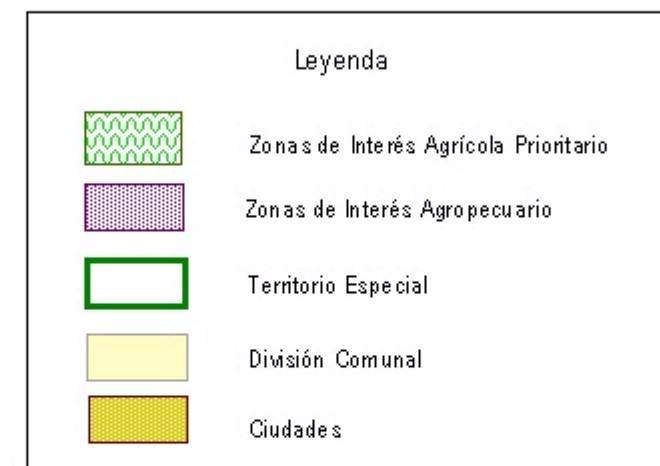 Leyenda
Zonas de Interés Agrícola Prioritario
Zonas de Interés Agropecuario
Territorio Especial
División Comunal
Ciudades